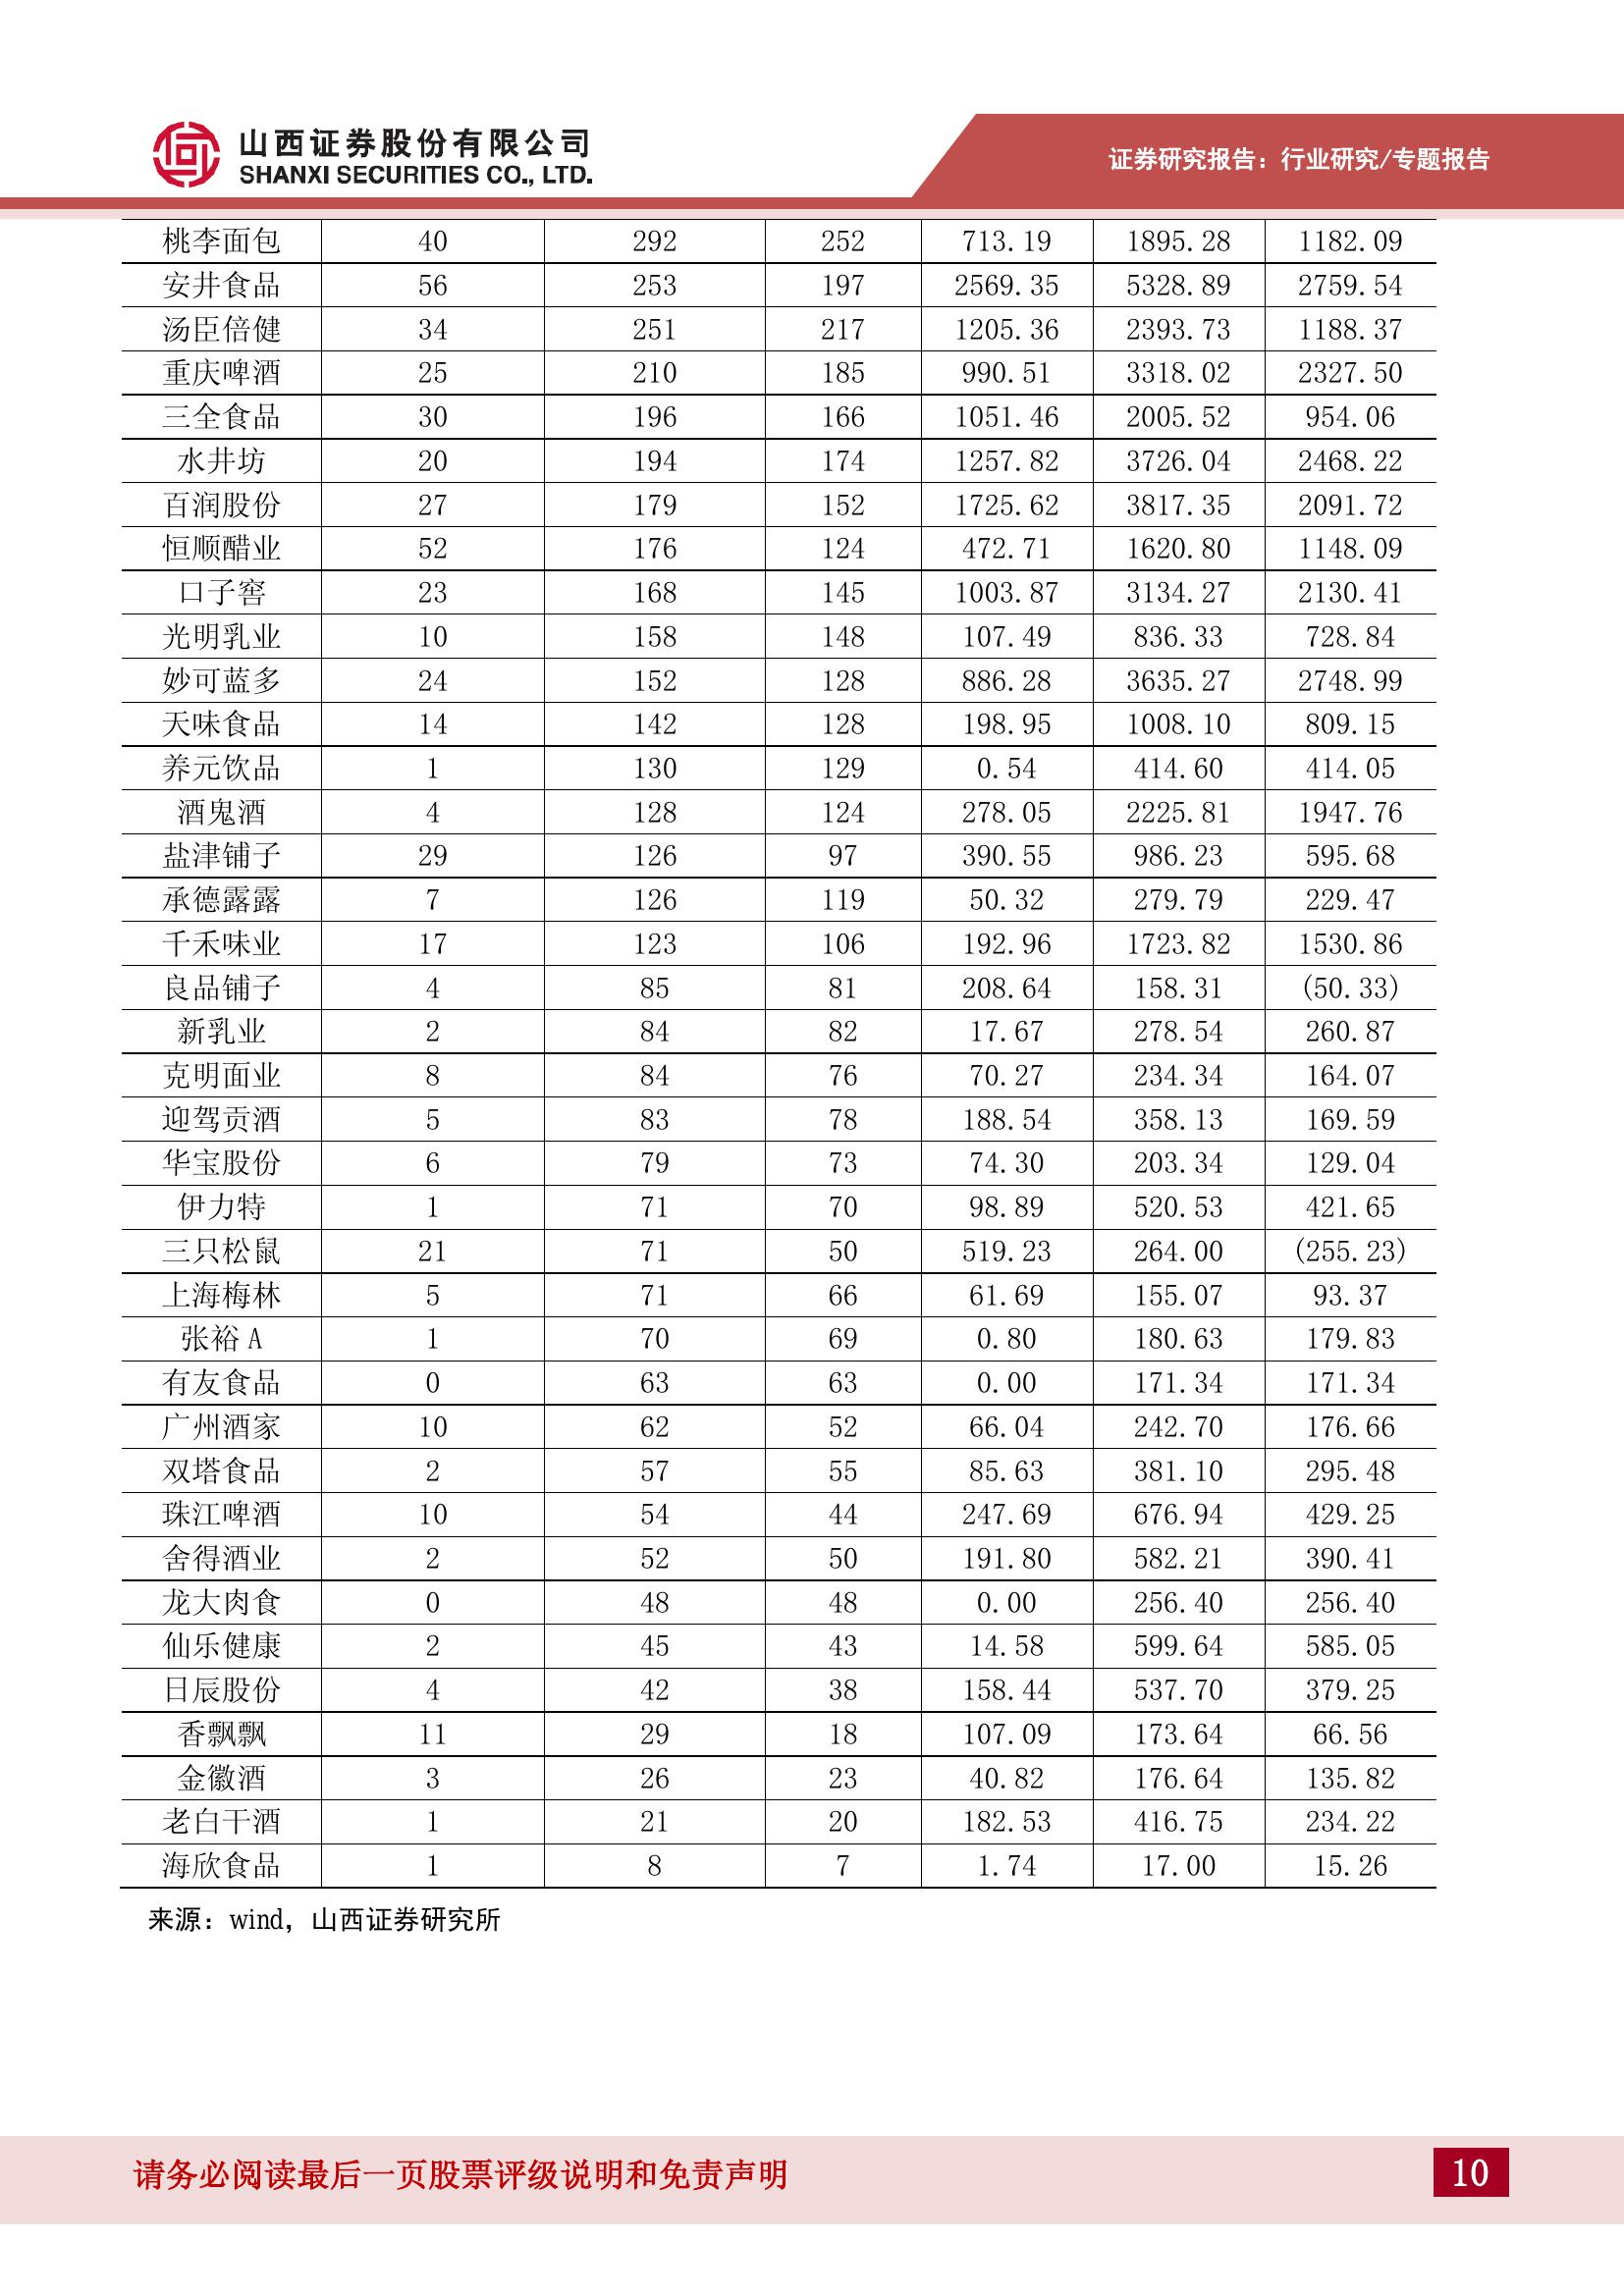 山西证券股份有限公司
SHANXI SECURITIES CO., LTD.
证券研究报告：行业研究/专题报告
桃李面包 40 292 252 713.19 1895.28 1182.09
安井食品 56 253 197 2569.35 5328.89 2759.54
汤臣倍健 34 251 217 1205.36 2393.73 1188.37
重庆啤酒 25 210 185 990.51 3318.02 2327.50
三全食品 30 196 166 1051.46 2005.52 954.06
水井坊 20 194 174 1257.82 3726.04 2468.22
百润股份 27 179 152 1725.62 3817.35 2091.72
恒顺醋业 52 176 124 472.71 1620.80 1148.09
口子窖 23 168 145 1003.87 3134.27 2130.41
光明乳业 10 158 148 107.49 836.33 728.84
妙可蓝多 24 152 128 886.28 3635.27 2748.99
天味食品 14 142 128 198.95 1008.10 809.15
养元饮品 1 130 129 0.54 414.60 414.05
酒鬼酒 4 128 124 278.05 2225.81 1947.76
盐津铺子 29 126 97 390.55 986.23 595.68
承德露露 7 126 119 50.32 279.79 229.47
千禾味业 17 123 106 192.96 1723.82 1530.86
良品铺子 4 85 81 208.64 158.31 (50.33)
新乳业 2 84 82 17.67 278.54 260.87
克明面业 8 84 76 70.27 234.34 164.07
迎驾贡酒 5 83 78 188.54 358.13 169.59
华宝股份 6 79 73 74.30 203.34 129.04
伊力特 1 71 70 98.89 520.53 421.65
三只松鼠 21 71 50 519.23 264.00 (255.23)
上海梅林 5 71 66 61.69 155.07 93.37
张裕 A 1 70 69 0.80 180.63 179.83
有友食品 0 63 63 0.00 171.34 171.34
广州酒家 10 62 52 66.04 242.70 176.66
双塔食品 2 57 55 85.63 381.10 295.48
珠江啤酒 10 54 44 247.69 676.94 429.25
舍得酒业 2 52 50 191.80 582.21 390.41
龙大肉食 0 48 48 0.00 256.40 256.40
仙乐健康 2 45 43 14.58 599.64 585.05
日辰股份 4 42 38 158.44 537.70 379.25
香飘飘 11 29 18 107.09 173.64 66.56
金徽酒 3 26 23 40.82 176.64 135.82
老白干酒 1 21 20 182.53 416.75 234.22
海欣食品 1 8 7 1.74 17.00 15.26
来源：wind，山西证券研究所
请务必阅读最后一页股票评级说明和免责声明
10